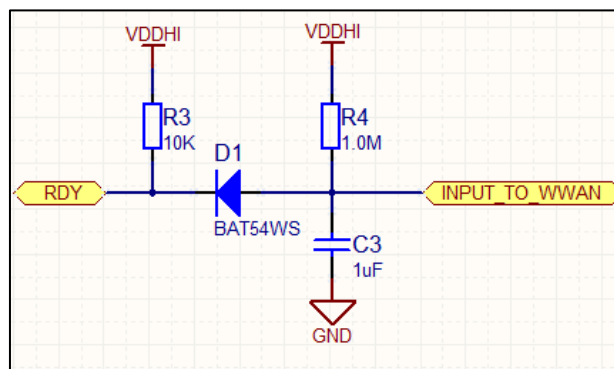 VDDHI
VDDHI
R3
10K
R4
1.0M
D1
RDY
INPUT_TO_WWAN
BAT54WS
C3
1uF
GND